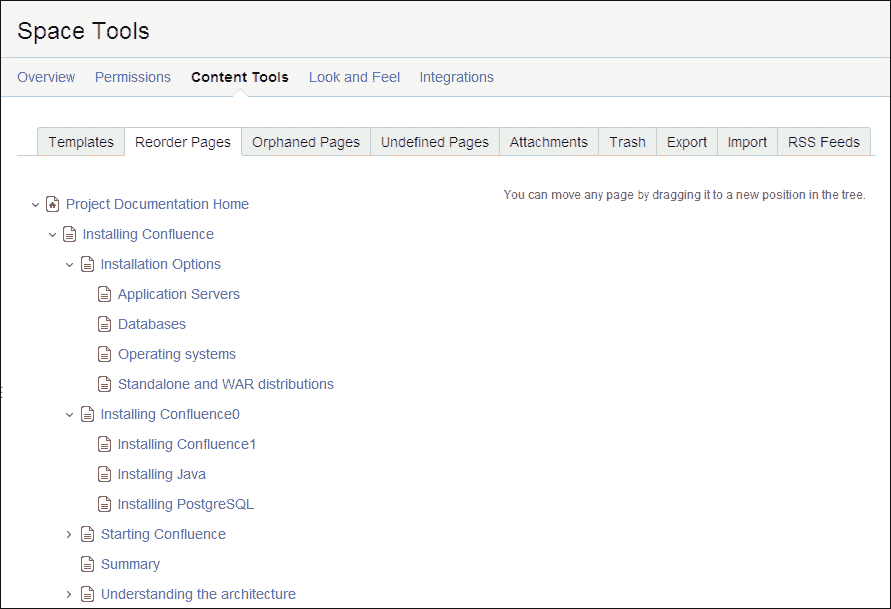 Space Tools
Overview Permissions Content Tools Look and Feel Integrations
Templates Reorder Pages Orphaned Pages Undefined Pages Attachments Trash Export Import RSS Feeds
You can move any page by dragging it to a new position in the tree.
Project Documentation Home
Installing Confluence
Installation Options
Application Servers
Databases
Operating systems
Standalone and WAR distributions
Installing Confluence0
Installing Confluence1
Installing Java
Installing PostgreSQL
Starting Confluence
Summary
Understanding the architecture